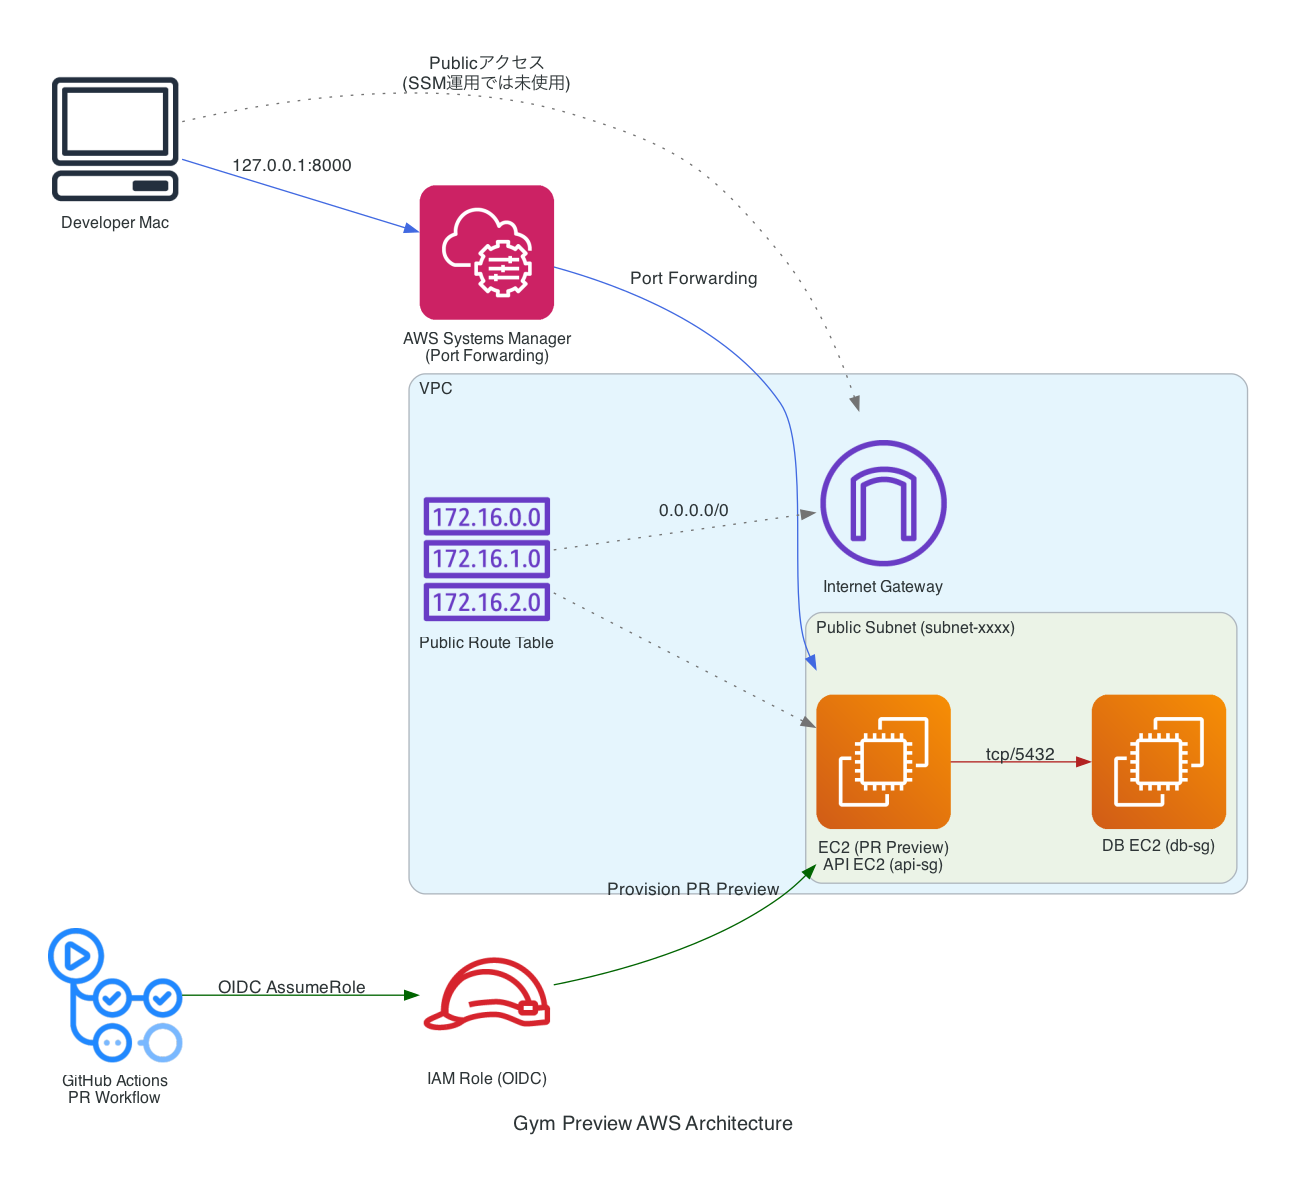 Publicアクセス
(SSM運用では未使用)
127.0.0.1:8000
Developer Mac
Port Forwarding
AWS Systems Manager
(Port Forwarding)
VPC
172.16.0.0
172.16.1.0
172.16.2.0
Public Route Table
0.0.0.0/0
Internet Gateway
Public Subnet (subnet-xxxx)
tcp/5432
EC2 (PR Preview)
API EC2 (api-sg)
DB EC2 (db-sg)
Provision PR Preview
OIDC AssumeRole
GitHub Actions
PR Workflow
IAM Role (OIDC)
Gym Preview AWS Architecture